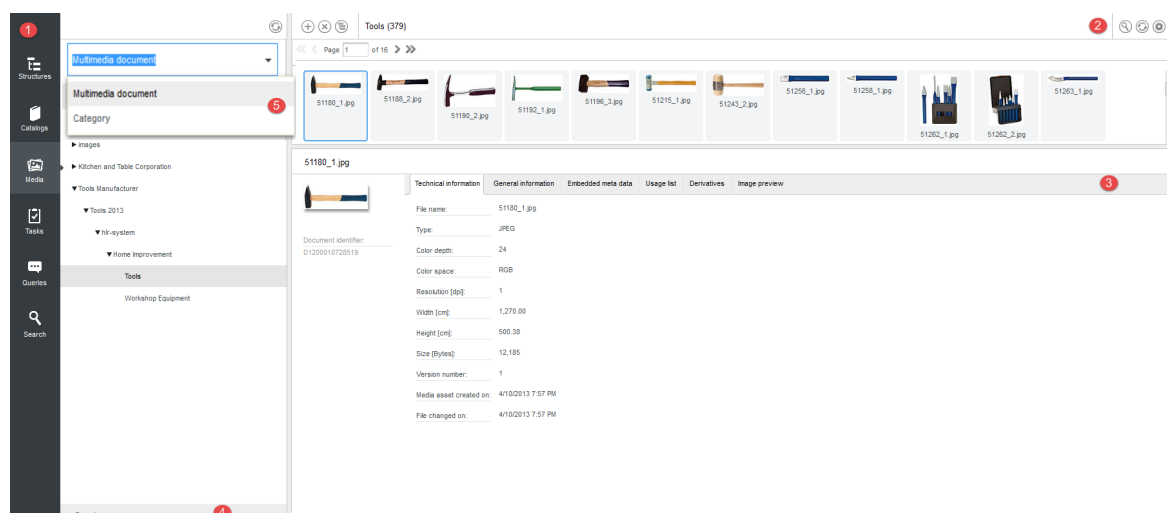 1
Structures
Catalogs
Media
Tasks
Queries
Search
Multimedia document
Multimedia document
Category
5
images
Kitchen and Table Corporation
Tools Manufacturer
Tools 2013
hlr-system
Home Improvement
Tools
Workshop Equipment
4
Tools (379)
2
Page 1 of 16
51180_1.jpg
51188_2.jpg
51190_2.jpg
51192_1.jpg
51196_3.jpg
51215_1.jpg
51243_2.jpg
51256_1.jpg
51258_1.jpg
51262_1.jpg
51262_2.jpg
51263_1.jpg
51180_1.jpg
Technical information General information Embedded meta data Usage list Derivatives Image preview
3
Document identifier:
D1200010728519
File name: 51180_1.jpg
Type: JPEG
Color depth: 24
Color space: RGB
Resolution [dpi]: 1
Width [cm]: 1,270.00
Height [cm]: 500.38
Size [Bytes]: 12,185
Version number: 1
Media asset created on: 4/10/2013 7:57 PM
File changed on: 4/10/2013 7:57 PM